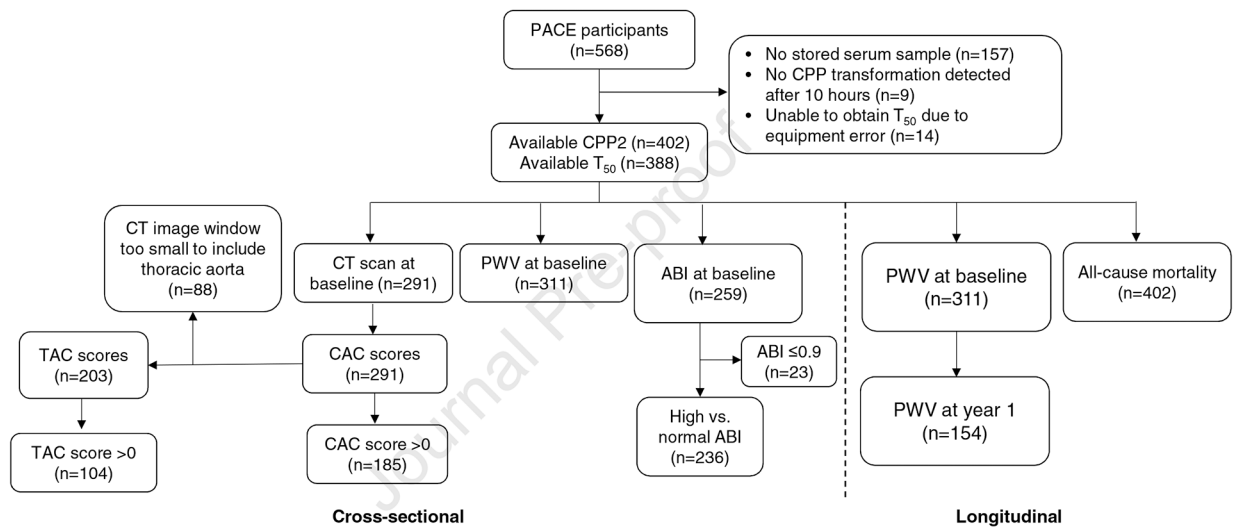 PACE participants
(n=568)
• No stored serum sample (n=157)
• No CPP transformation detected
after 10 hours (n=9)
• Unable to obtain T50 due to
equipment error (n=14)
Available CPP2 (n=402)
Available T50 (n=388)
CT image window
too small to include
thoracic aorta
(n=88)
CT scan at
baseline (n=291)
PWV at baseline
(n=311)
ABI at baseline
(n=259)
PWV at baseline
(n=311)
All-cause mortality
(n=402)
TAC scores
(n=203)
CAC scores
(n=291)
ABI ≤0.9
(n=23)
TAC score >0
(n=104)
CAC score >0
(n=185)
High vs.
normal ABI
(n=236)
PWV at year 1
(n=154)
Cross-sectional
Longitudinal
Journal Pre-proof